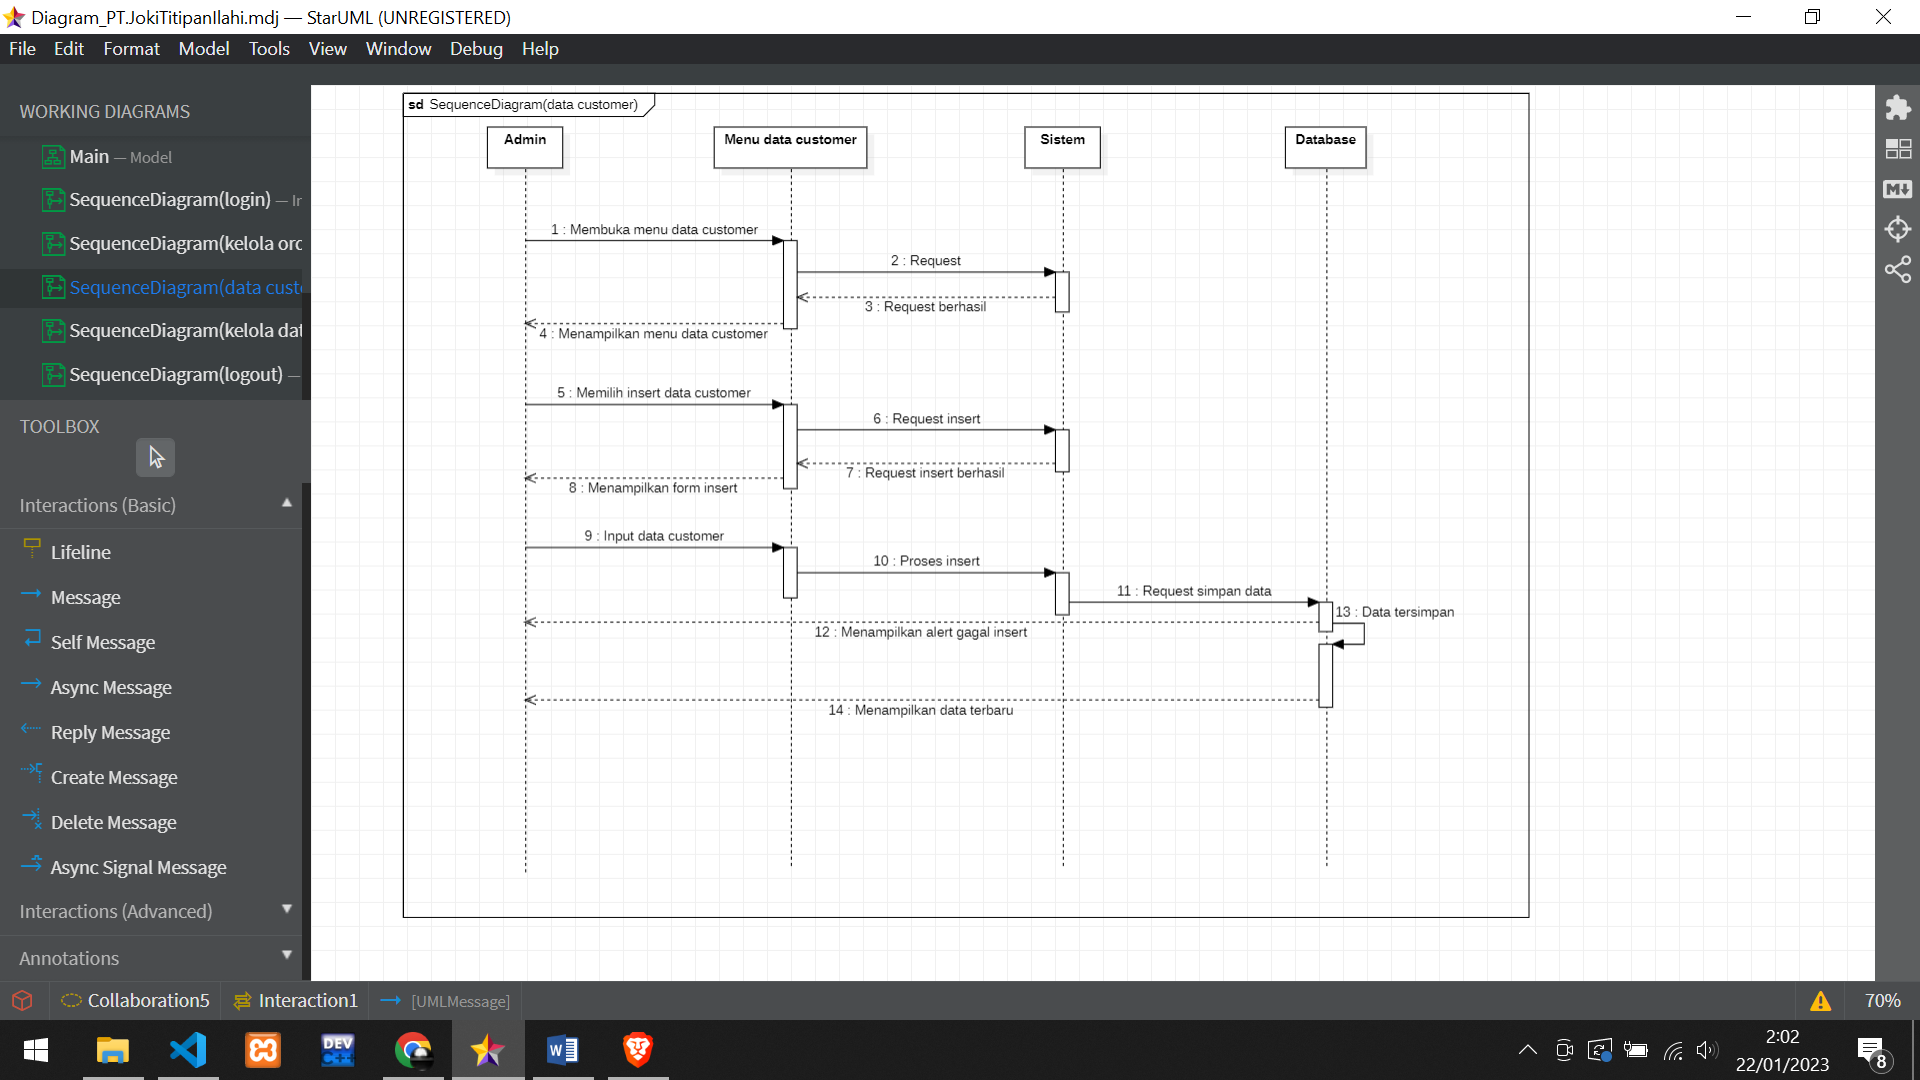 Diagram_PT.JokiTitipanIlahi.mdj — StarUML (UNREGISTERED)
File Edit Format Model Tools View Window Debug Help
WORKING DIAGRAMS
Main — Model
SequenceDiagram(login) — Ir
SequenceDiagram(kelola orc
SequenceDiagram(data cust
SequenceDiagram(kelola dat
SequenceDiagram(logout) —
TOOLBOX
Interactions (Basic)
Lifeline
Message
Self Message
Async Message
Reply Message
Create Message
Delete Message
Async Signal Message
Interactions (Advanced)
Annotations
sd SequenceDiagram(data customer)
Admin
Menu data customer
Sistem
Database
1 : Membuka menu data customer
2 : Request
3 : Request berhasil
4 : Menampilkan menu data customer
5 : Memilih insert data customer
6 : Request insert
7 : Request insert berhasil
8 : Menampilkan form insert
9 : Input data customer
10 : Proses insert
11 : Request simpan data
13 : Data tersimpan
12 : Menampilkan alert gagal insert
14 : Menampilkan data terbaru
M
Collaboration5 Interaction1 [UMLMessage]
70%
DEV
C++
W
2:02
22/01/2023
8